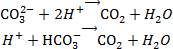 CO₃²⁻ + 2H⁺ ⟶ CO₂ + H₂O
H⁺ + HCO₃⁻ ⟶ CO₂ + H₂O